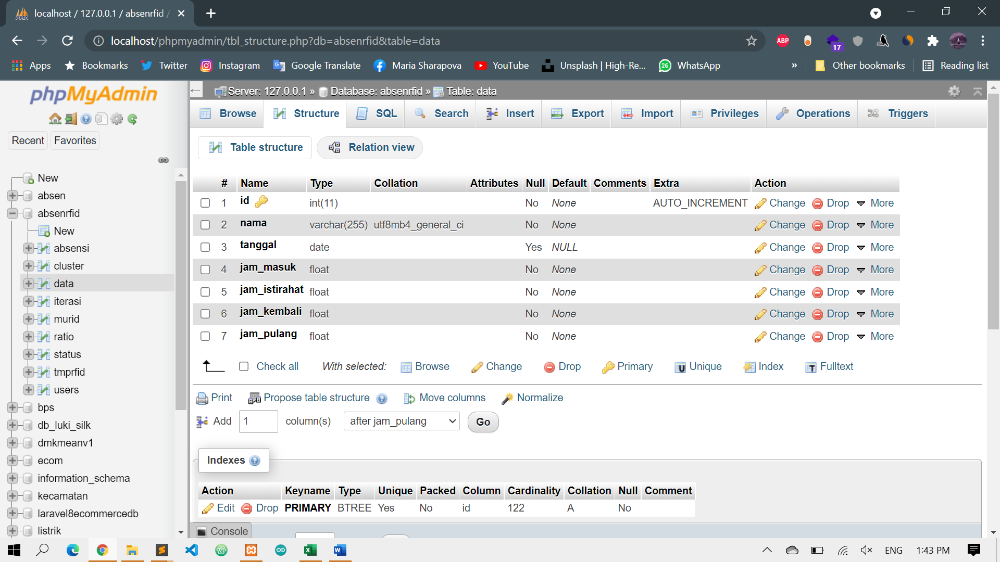 localhost / 127.0.0.1 / absenrfid /
localhost/phpmyadmin/tbl_structure.php?db=absenrfid&table=data
ABP
17
Apps
Bookmarks
Twitter
Instagram
Google Translate
Maria Sharapova
YouTube
Unsplash | High-Re...
26
WhatsApp
»
Other bookmarks
Reading list
phpMyAdmin
Recent
Favorites
New
absen
absenrfid
New
absensi
cluster
data
iterasi
murid
ratio
status
tmprfid
users
bps
db_luki_silk
dmkmeanv1
ecom
information_schema
kecamatan
laravel8ecommercedb
listrik
Server: 127.0.0.1 » Database: absenrfid » Table: data
Browse Structure SQL Search Insert Export Import Privileges Operations Triggers
Table structure Relation view
# Name Type Collation Attributes Null Default Comments Extra Action
1 id int(11) No None AUTO_INCREMENT Change Drop More
2 nama varchar(255) utf8mb4_general_ci No None Change Drop More
3 tanggal date Yes NULL Change Drop More
4 jam_masuk float No None Change Drop More
5 jam_istirahat float No None Change Drop More
6 jam_kembali float No None Change Drop More
7 jam_pulang float No None Change Drop More
Check all With selected: Browse Change Drop Primary Unique Index Fulltext
Print Propose table structure Move columns Normalize
Add 1 column(s) after jam_pulang Go
Indexes
Action Keyname Type Unique Packed Column Cardinality Collation Null Comment
Edit Drop PRIMARY BTREE Yes No id 122 A No
Console
ENG
1:43 PM